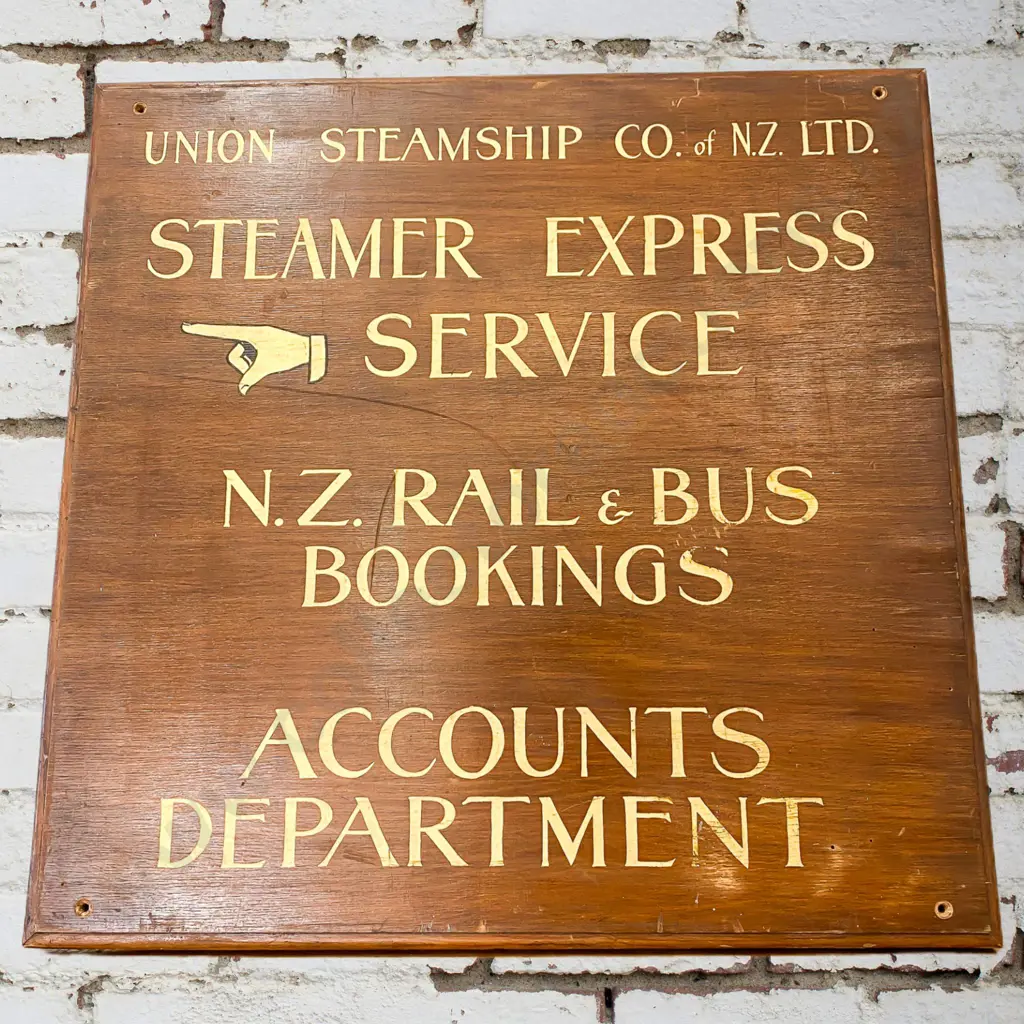 UNION STEAMSHIP CO. of N.Z. LTD.
STEAMER EXPRESS
SERVICE
N.Z. RAIL & BUS
BOOKINGS
ACCOUNTS
DEPARTMENT